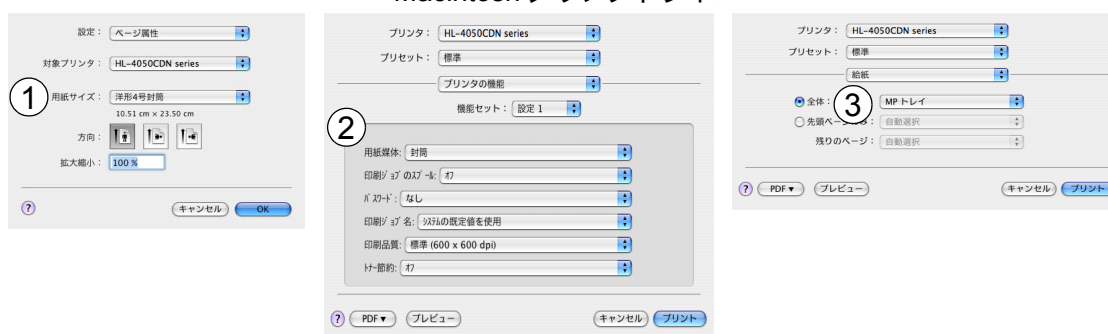 設定： ページ属性
対象プリンタ： HL-4050CDN series
① 用紙サイズ： 洋形4号封筒
10.51 cm × 23.50 cm
方向：
拡大縮小： 100 %
? キャンセル OK
プリンタ： HL-4050CDN series
プリセット： 標準
プリンタの機能
機能セット： 設定 1
②
用紙媒体: 封筒
印刷ｼﾞｮﾌﾞのｽﾌﾟｰﾙ: ｵﾌ
ﾊﾟｽﾜｰﾄﾞ: なし
印刷ｼﾞｮﾌﾞ名: ｼｽﾃﾑの既定値を使用
印刷品質: 標準 (600 x 600 dpi)
ﾄﾅｰ節約: ｵﾌ
? PDF▼ プレビュー キャンセル プリント
プリンタ： HL-4050CDN series
プリセット： 標準
給紙
全体： ③ MP トレイ
先頭ペ 自動選択
残りのページ： 自動選択
? PDF▼ プレビュー キャンセル プリント